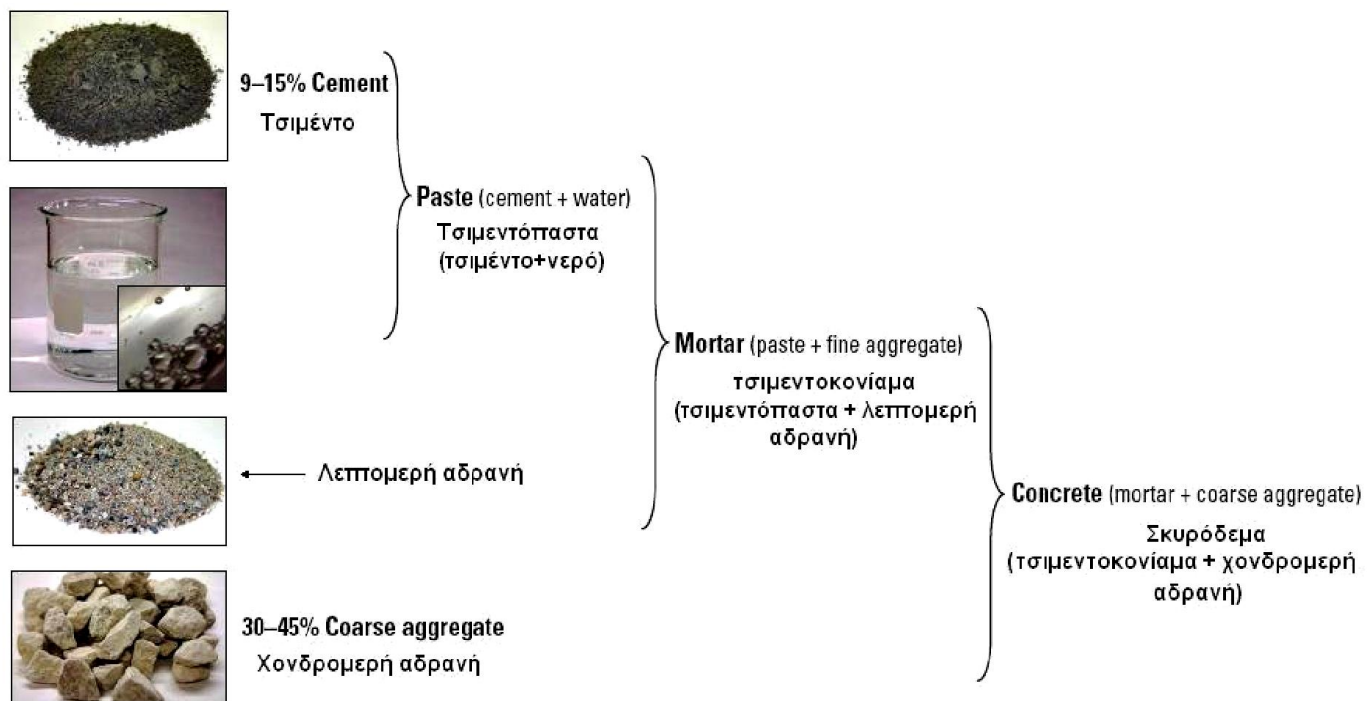 9–15% Cement
Τσιμέντο
Paste (cement + water)
Τσιμεντόπαστα
(τσιμέντο+νερό)
Mortar (paste + fine aggregate)
τσιμεντοκονίαμα
(τσιμεντόπαστα + λεπτομερή
αδρανή)
Λεπτομερή αδρανή
Concrete (mortar + coarse aggregate)
Σκυρόδεμα
(τσιμεντοκονίαμα + χονδρομερή
αδρανή)
30–45% Coarse aggregate
Χονδρομερή αδρανή